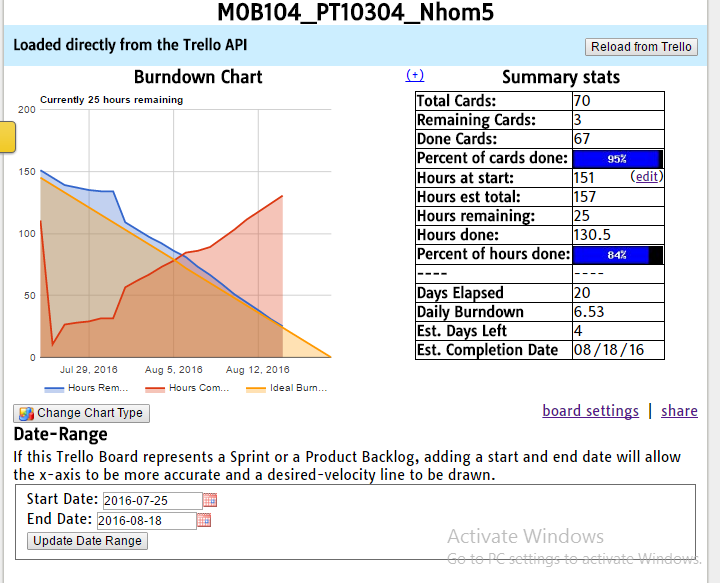 M0B104_PT10304_Nhom5
Loaded directly from the Trello API
Reload from Trello
Burndown Chart
Currently 25 hours remaining
200
150
100
50
0
Jul 29, 2016
Aug 5, 2016
Aug 12, 2016
Hours Rem...
Hours Com...
Ideal Burn...
(+)
Summary stats
Total Cards: 70
Remaining Cards: 3
Done Cards: 67
Percent of cards done: 95%
Hours at start: 151 (edit)
Hours est total: 157
Hours remaining: 25
Hours done: 130.5
Percent of hours done: 84%
---- ----
Days Elapsed 20
Daily Burndown 6.53
Est. Days Left 4
Est. Completion Date 08/18/16
Change Chart Type
board settings | share
Date-Range
If this Trello Board represents a Sprint or a Product Backlog, adding a start and end date will allow
the x-axis to be more accurate and a desired-velocity line to be drawn.
Start Date: 2016-07-25
End Date: 2016-08-18
Update Date Range
Activate Windows
Go to PC settings to activate Windows.